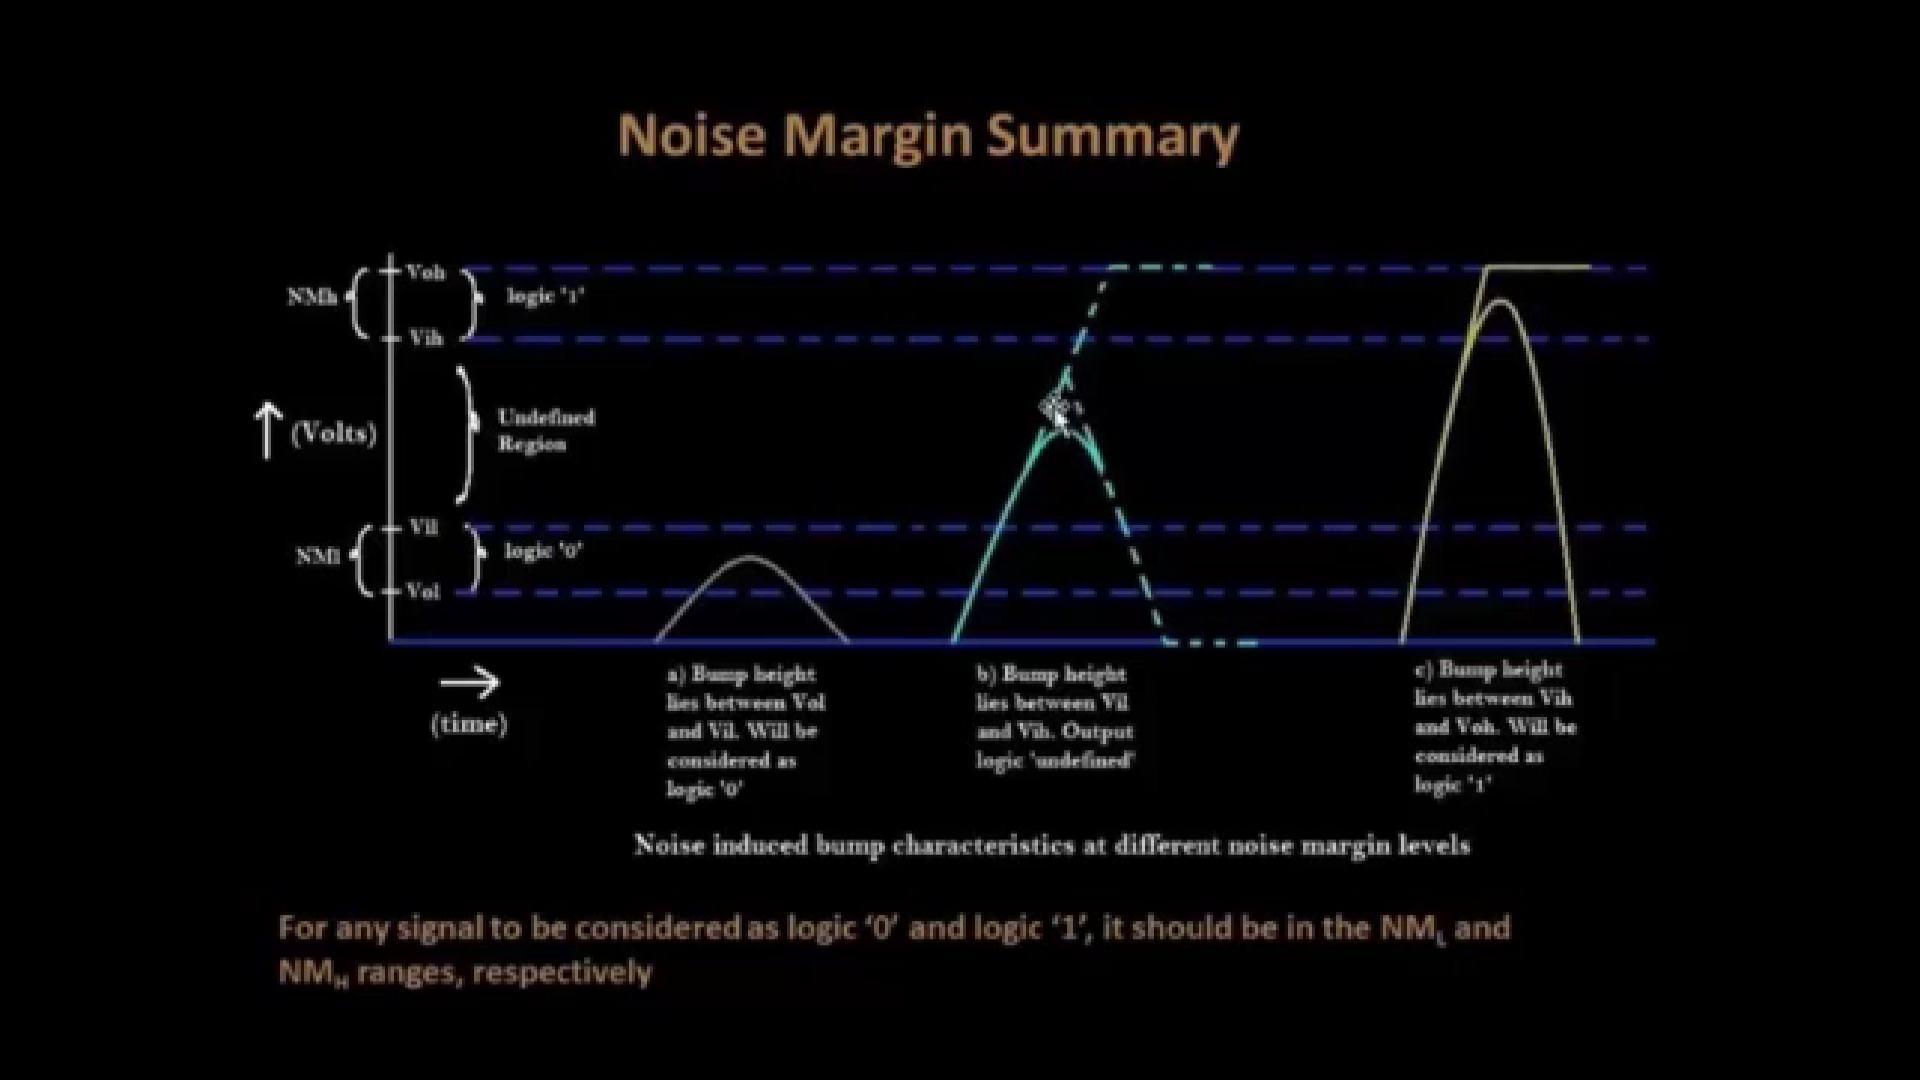 Noise Margin Summary
Voh
NMh
logic '1'
Vih
Undefined
(Volts)
Region
Vil
NMl
logic '0'
Vol
(time)
a) Bump height
lies between Vol
and Vil. Will be
considered as
logic '0'
b) Bump height
lies between Vil
and Vih. Output
logic 'undefined'
c) Bump height
lies between Vih
and Voh. Will be
considered as
logic '1'
Noise induced bump characteristics at different noise margin levels
For any signal to be considered as logic ‘0’ and logic ‘1’, it should be in the NML and
NMH ranges, respectively